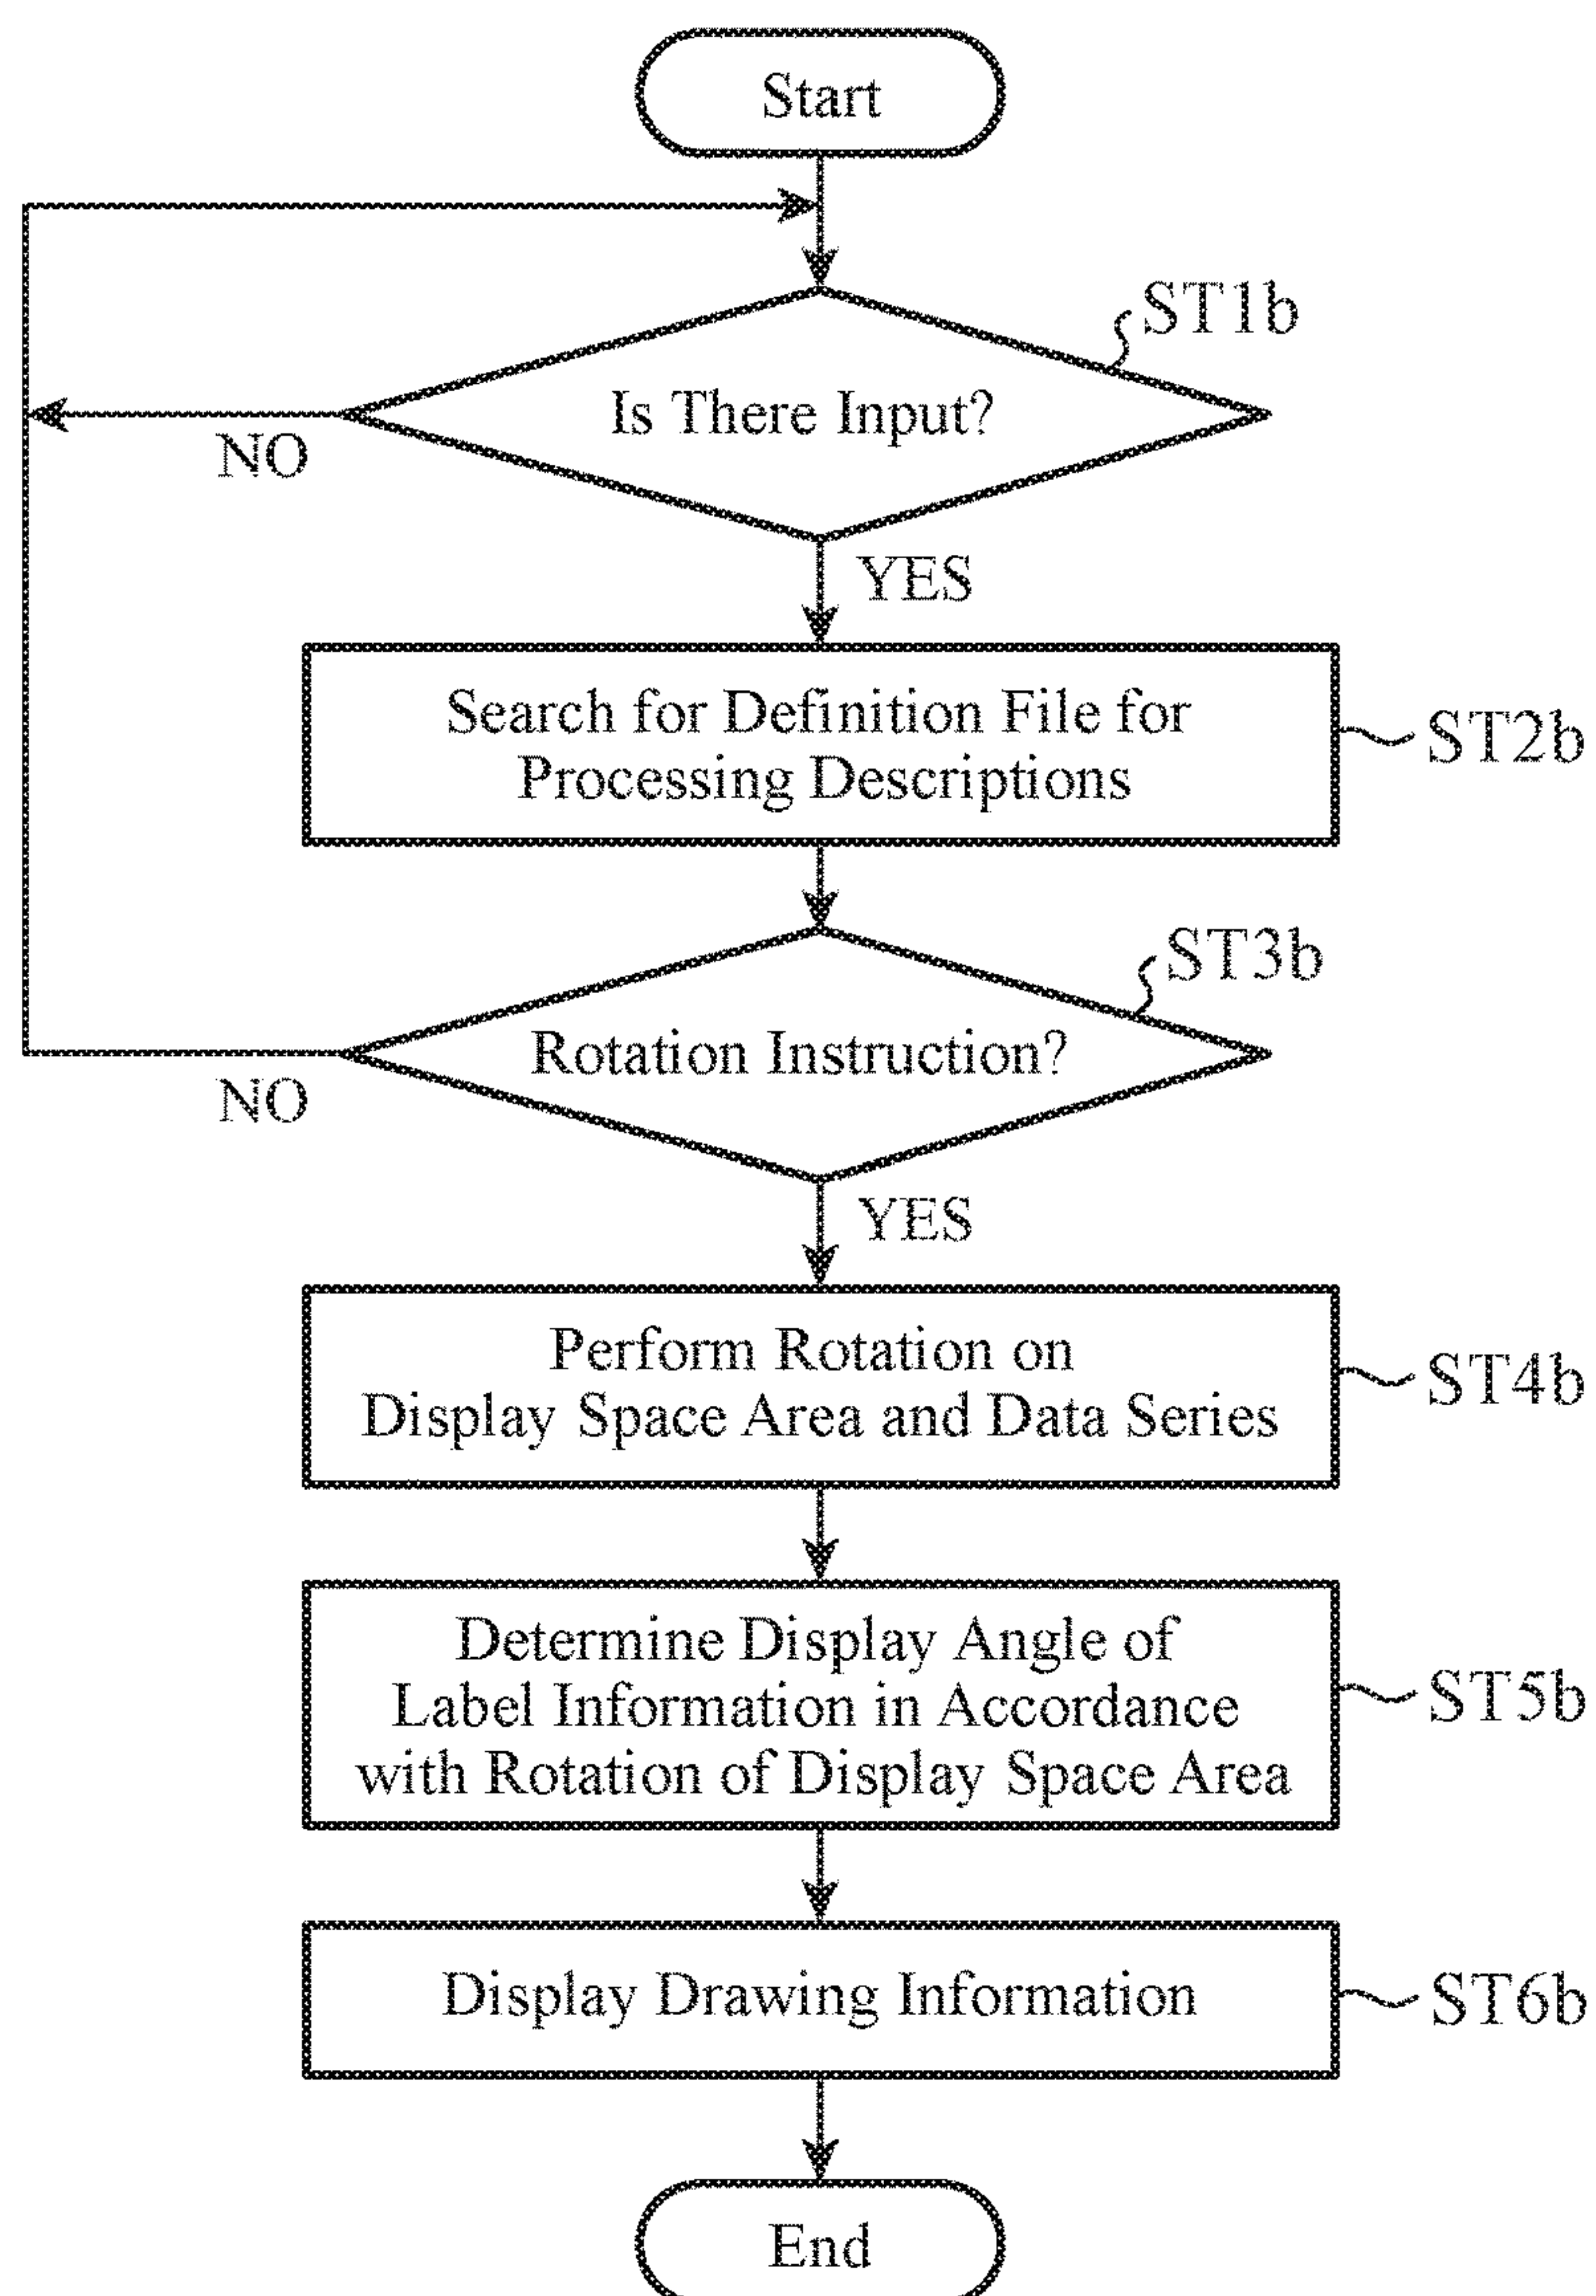 Start
ST1b
Is There Input?
NO
YES
Search for Definition File for
Processing Descriptions
ST2b
ST3b
Rotation Instruction?
NO
YES
Perform Rotation on
Display Space Area and Data Series
ST4b
Determine Display Angle of
Label Information in Accordance
with Rotation of Display Space Area
ST5b
Display Drawing Information
ST6b
End